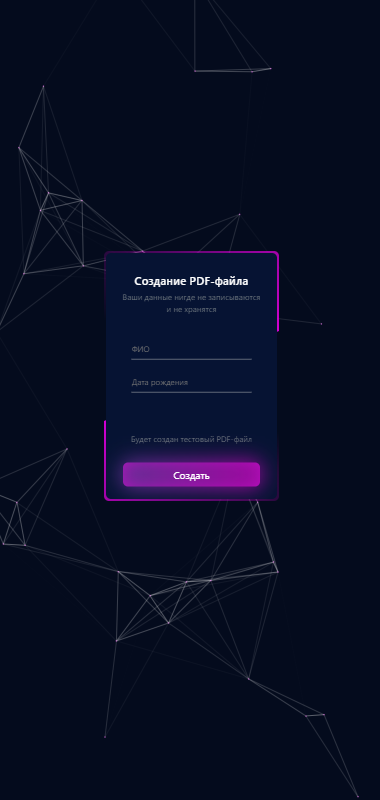 Создание PDF-файла
Ваши данные нигде не записываются
и не хранятся
ФИО
Дата рождения
Будет создан тестовый PDF-файл
Создать